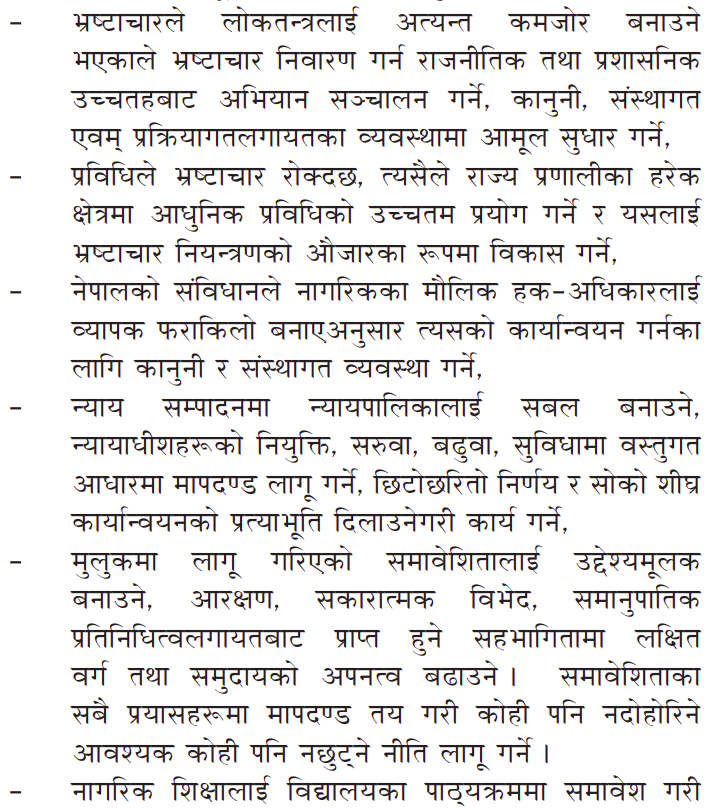 - भ्रष्टाचारले लोकतन्त्रलाई अत्यन्त कमजोर बनाउने
भएकाले भ्रष्टाचार निवारण गर्न राजनीतिक तथा प्रशासनिक
उच्चतहबाट अभियान सञ्चालन गर्ने, कानुनी, संस्थागत
एवम् प्रक्रियागतलगायतका व्यवस्थामा आमूल सुधार गर्ने,
- प्रविधिले भ्रष्टाचार रोक्दछ, त्यसैले राज्य प्रणालीका हरेक
क्षेत्रमा आधुनिक प्रविधिको उच्चतम प्रयोग गर्ने र यसलाई
भ्रष्टाचार नियन्त्रणको औजारका रूपमा विकास गर्ने,
- नेपालको संविधानले नागरिकका मौलिक हक-अधिकारलाई
व्यापक फराकिलो बनाएअनुसार त्यसको कार्यान्वयन गर्नका
लागि कानुनी र संस्थागत व्यवस्था गर्ने,
- न्याय सम्पादनमा न्यायपालिकालाई सबल बनाउने,
न्यायाधीशहरूको नियुक्ति, सरुवा, बढुवा, सुविधामा वस्तुगत
आधारमा मापदण्ड लागू गर्ने, छिटोछरितो निर्णय र सोको शीघ्र
कार्यान्वयनको प्रत्याभूति दिलाउनेगरी कार्य गर्ने,
- मुलुकमा लागू गरिएको समावेशितालाई उद्देश्यमूलक
बनाउने, आरक्षण, सकारात्मक विभेद, समानुपातिक
प्रतिनिधित्वलगायतबाट प्राप्त हुने सहभागितामा लक्षित
वर्ग तथा समुदायको अपनत्व बढाउने । समावेशिताका
सबै प्रयासहरूमा मापदण्ड तय गरी कोही पनि नदोहोरिने
आवश्यक कोही पनि नछुट्ने नीति लागू गर्ने ।
- नागरिक शिक्षालाई विद्यालयका पाठ्यक्रममा समावेश गरी